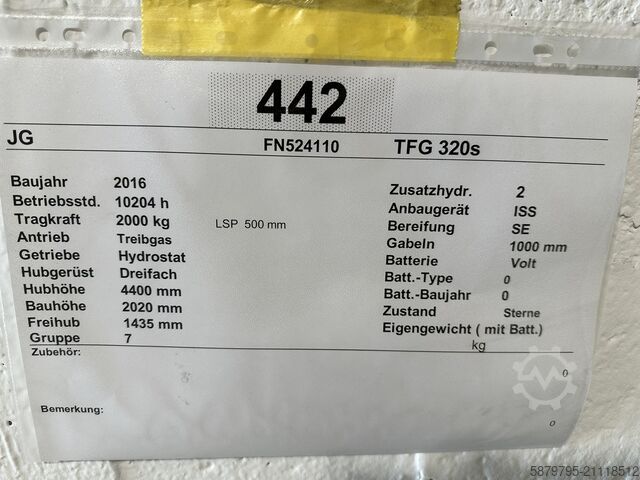 442
JG FN524110 TFG 320s
Baujahr 2016
Betriebsstd. 10204 h
Tragkraft 2000 kg LSP 500 mm
Antrieb Treibgas
Getriebe Hydrostat
Hubgerüst Dreifach
Hubhöhe 4400 mm
Bauhöhe 2020 mm
Freihub 1435 mm
Gruppe 7
Zusatzhydr. 2
Anbaugerät ISS
Bereifung SE
Gabeln 1000 mm
Batterie Volt
Batt.-Type 0
Batt.-Baujahr 0
Zustand Sterne
Eigengewicht ( mit Batt.)
kg
Zubehör:
0
Bemerkung:
0
5879795-21118512